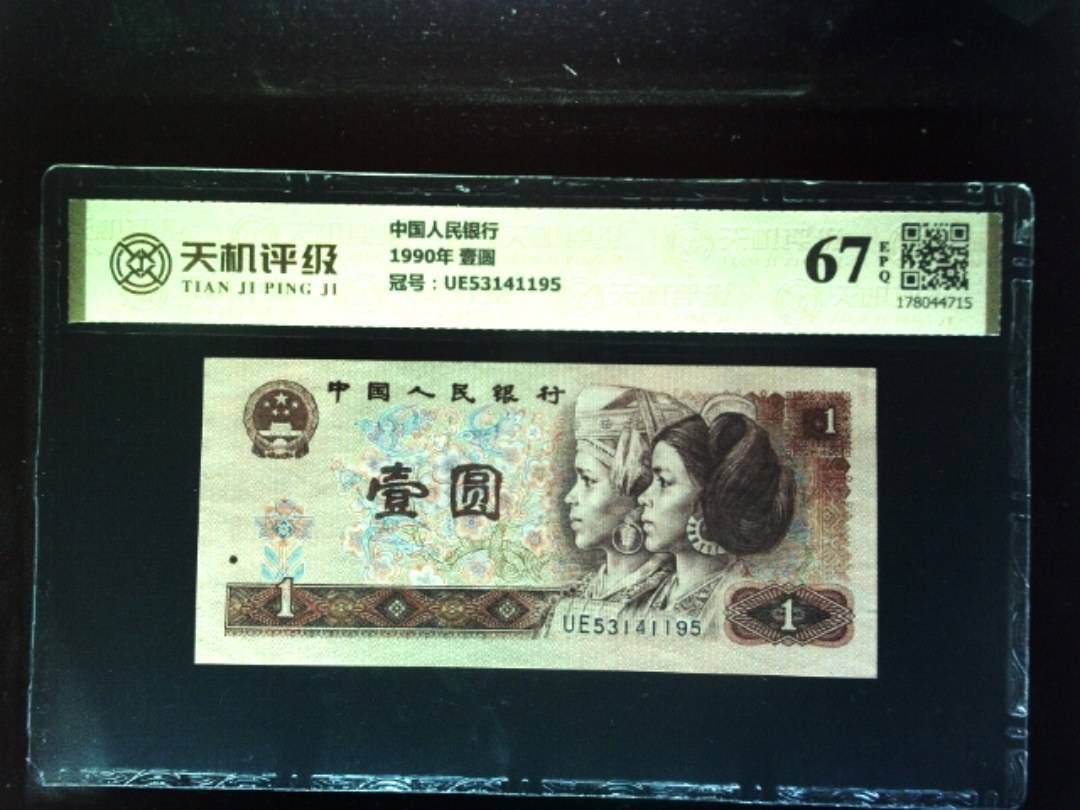 天机评级
TIAN JI PING JI
中国人民银行
1990年 壹圆
冠号：UE53141195
67
EPQ
178044715
中国人民银行
1
壹圆
1
UE53141195
1